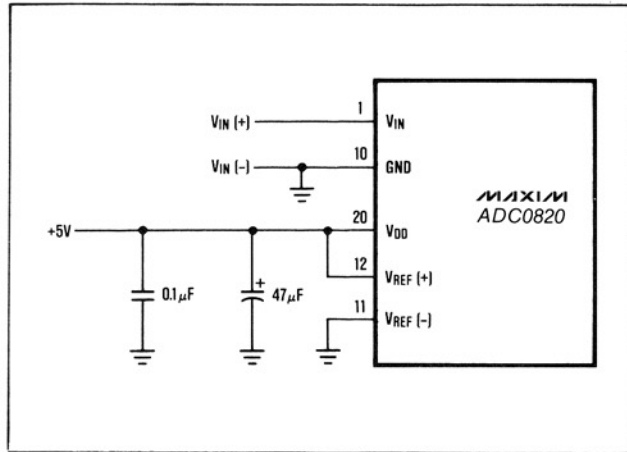 1
VIN (+)
VIN
10
VIN (-)
GND
MAXIM
ADC0820
20
+5V
VDD
12
VREF (+)
0.1µF
+
47µF
11
VREF (-)